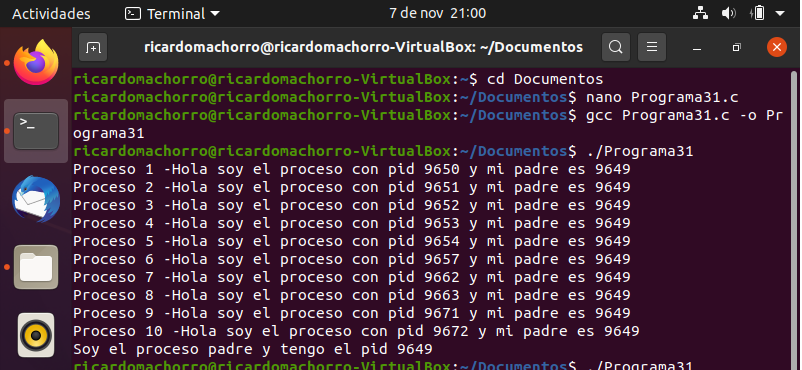 Actividades
Terminal
7 de nov 21:00
ricardomachorro@ricardomachorro-VirtualBox: ~/Documentos
ricardomachorro@ricardomachorro-VirtualBox:~$ cd Documentos
ricardomachorro@ricardomachorro-VirtualBox:~/Documentos$ nano Programa31.c
ricardomachorro@ricardomachorro-VirtualBox:~/Documentos$ gcc Programa31.c -o Pr
ograma31
ricardomachorro@ricardomachorro-VirtualBox:~/Documentos$ ./Programa31
Proceso 1 -Hola soy el proceso con pid 9650 y mi padre es 9649
Proceso 2 -Hola soy el proceso con pid 9651 y mi padre es 9649
Proceso 3 -Hola soy el proceso con pid 9652 y mi padre es 9649
Proceso 4 -Hola soy el proceso con pid 9653 y mi padre es 9649
Proceso 5 -Hola soy el proceso con pid 9654 y mi padre es 9649
Proceso 6 -Hola soy el proceso con pid 9657 y mi padre es 9649
Proceso 7 -Hola soy el proceso con pid 9662 y mi padre es 9649
Proceso 8 -Hola soy el proceso con pid 9663 y mi padre es 9649
Proceso 9 -Hola soy el proceso con pid 9671 y mi padre es 9649
Proceso 10 -Hola soy el proceso con pid 9672 y mi padre es 9649
Soy el proceso padre y tengo el pid 9649
ricardomachorro@ricardomachorro-VirtualBox:~/Documentos$ ./Programa31